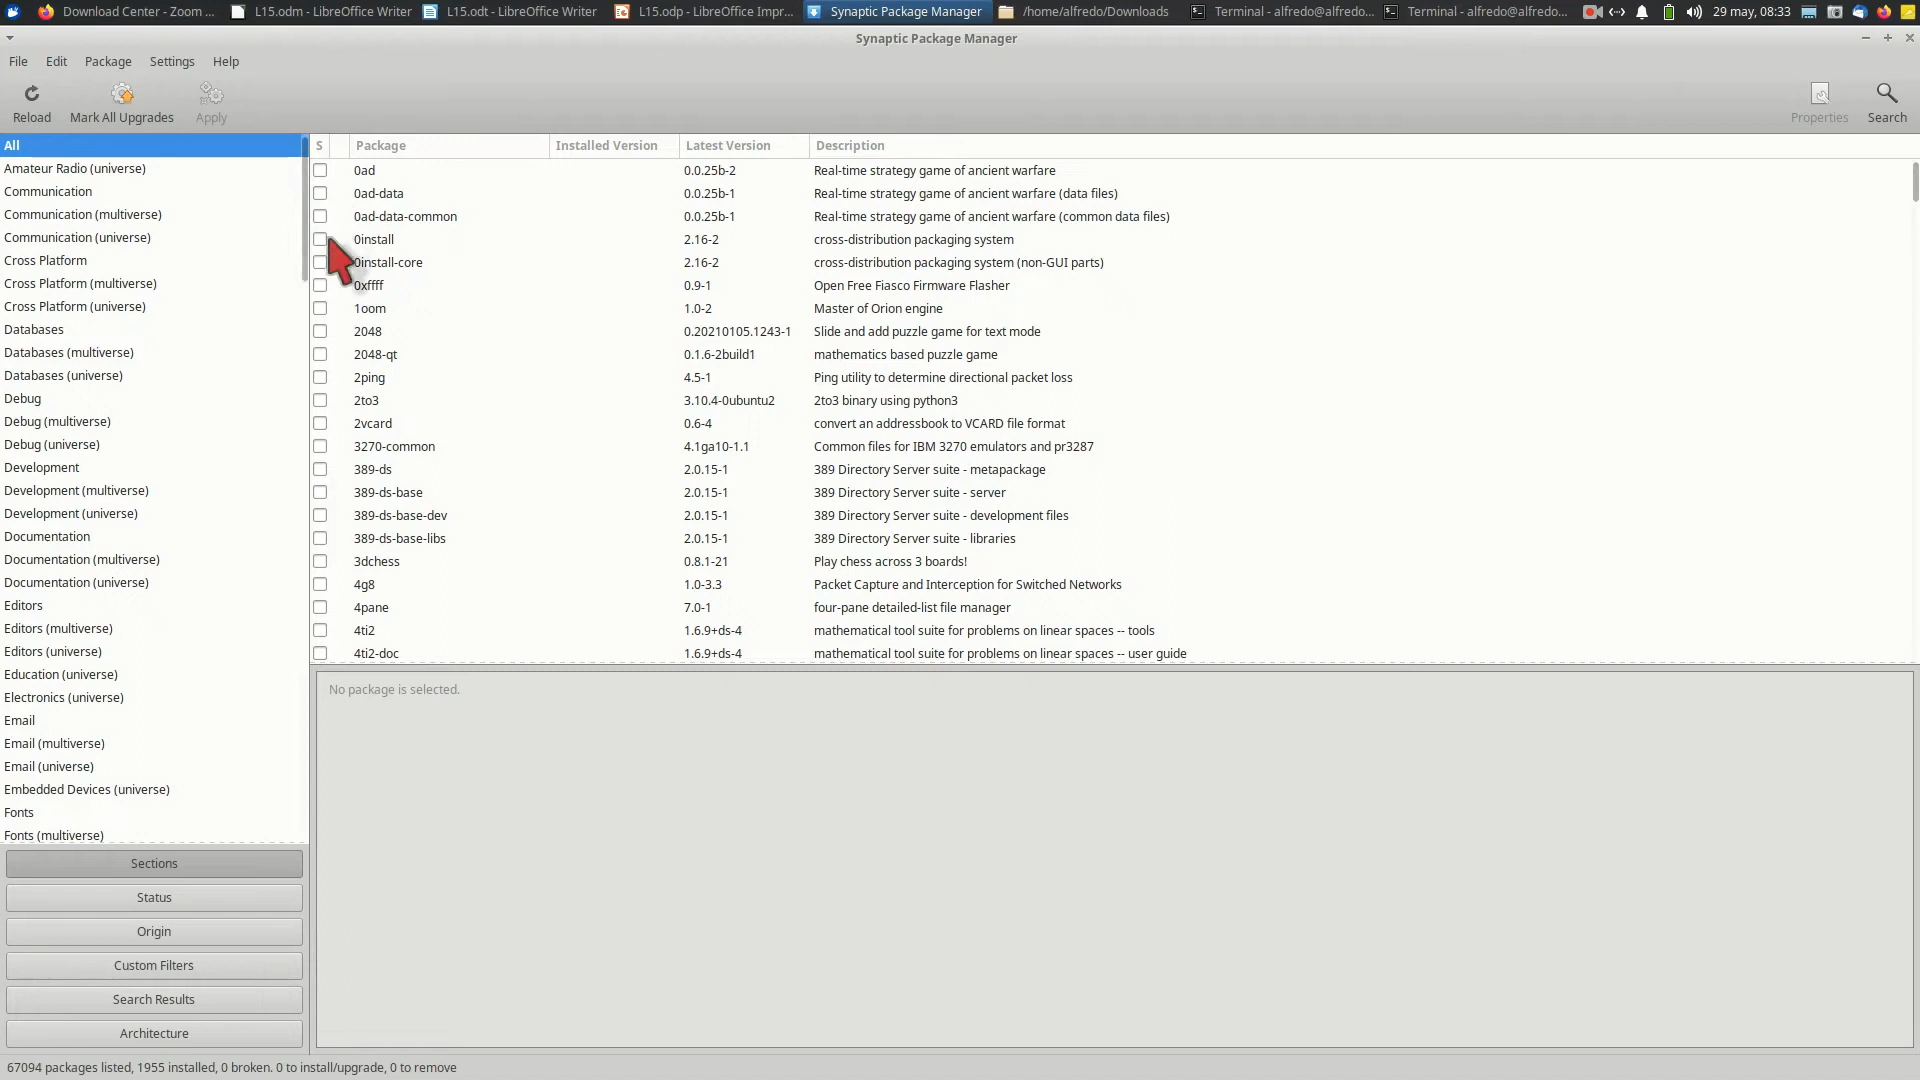 Download Center - Zoom ... L15.odm - LibreOffice Writer L15.odt - LibreOffice Writer L15.odp - LibreOffice Impr... Synaptic Package Manager /home/alfredo/Downloads Terminal - alfredo@alfredo... Terminal - alfredo@alfredo... 29 may, 08:33
Synaptic Package Manager
File Edit Package Settings Help
Reload Mark All Upgrades Apply Properties Search
All
Amateur Radio (universe)
Communication
Communication (multiverse)
Communication (universe)
Cross Platform
Cross Platform (multiverse)
Cross Platform (universe)
Databases
Databases (multiverse)
Databases (universe)
Debug
Debug (multiverse)
Debug (universe)
Development
Development (multiverse)
Development (universe)
Documentation
Documentation (multiverse)
Documentation (universe)
Editors
Editors (multiverse)
Editors (universe)
Education (universe)
Electronics (universe)
Email
Email (multiverse)
Email (universe)
Embedded Devices (universe)
Fonts
Fonts (multiverse)
Sections
Status
Origin
Custom Filters
Search Results
Architecture
S Package Installed Version Latest Version Description
0ad 0.0.25b-2 Real-time strategy game of ancient warfare
0ad-data 0.0.25b-1 Real-time strategy game of ancient warfare (data files)
0ad-data-common 0.0.25b-1 Real-time strategy game of ancient warfare (common data files)
0install 2.16-2 cross-distribution packaging system
0install-core 2.16-2 cross-distribution packaging system (non-GUI parts)
0xffff 0.9-1 Open Free Fiasco Firmware Flasher
1oom 1.0-2 Master of Orion engine
2048 0.20210105.1243-1 Slide and add puzzle game for text mode
2048-qt 0.1.6-2build1 mathematics based puzzle game
2ping 4.5-1 Ping utility to determine directional packet loss
2to3 3.10.4-0ubuntu2 2to3 binary using python3
2vcard 0.6-4 convert an addressbook to VCARD file format
3270-common 4.1ga10-1.1 Common files for IBM 3270 emulators and pr3287
389-ds 2.0.15-1 389 Directory Server suite - metapackage
389-ds-base 2.0.15-1 389 Directory Server suite - server
389-ds-base-dev 2.0.15-1 389 Directory Server suite - development files
389-ds-base-libs 2.0.15-1 389 Directory Server suite - libraries
3dchess 0.8.1-21 Play chess across 3 boards!
4g8 1.0-3.3 Packet Capture and Interception for Switched Networks
4pane 7.0-1 four-pane detailed-list file manager
4ti2 1.6.9+ds-4 mathematical tool suite for problems on linear spaces -- tools
4ti2-doc 1.6.9+ds-4 mathematical tool suite for problems on linear spaces -- user guide
No package is selected.
67094 packages listed, 1955 installed, 0 broken. 0 to install/upgrade, 0 to remove